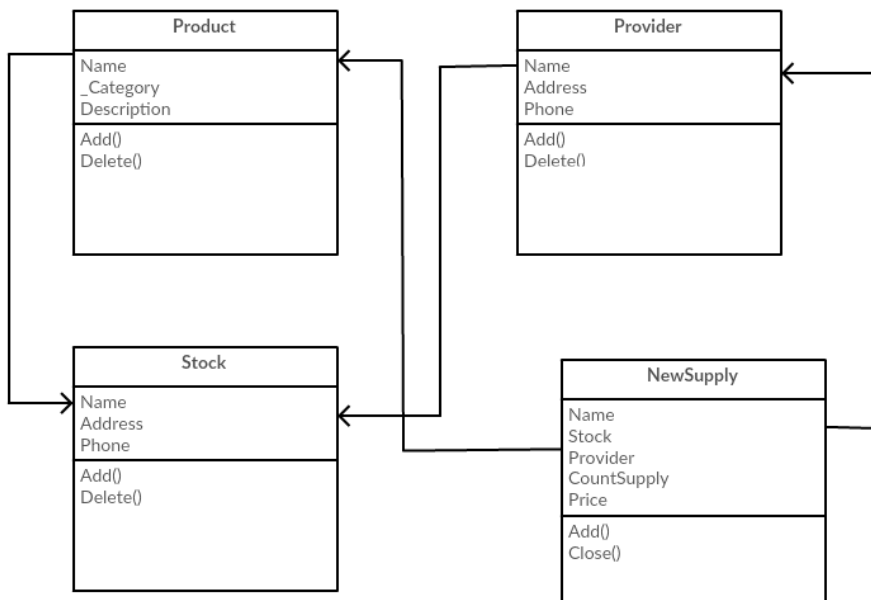 Product
Name
_Category
Description
Add()
Delete()
Provider
Name
Address
Phone
Add()
Delete()
Stock
Name
Address
Phone
Add()
Delete()
NewSupply
Name
Stock
Provider
CountSupply
Price
Add()
Close()